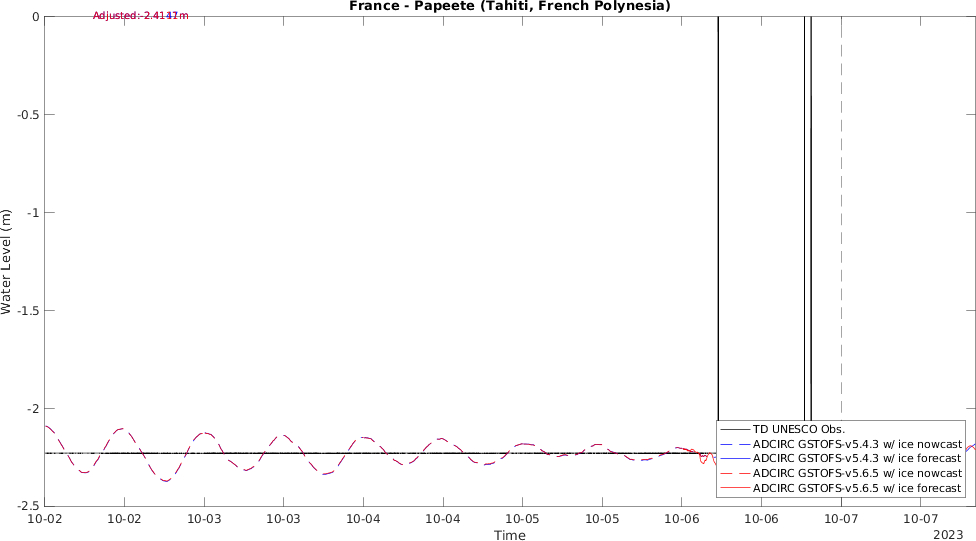 France - Papeete (Tahiti, French Polynesia)
0
-0.5
-1
-1.5
-2
-2.5
Water Level (m)
TD UNESCO Obs.
ADCIRC GSTOFS-v5.4.3 w/ ice nowcast
ADCIRC GSTOFS-v5.4.3 w/ ice forecast
ADCIRC GSTOFS-v5.6.5 w/ ice nowcast
ADCIRC GSTOFS-v5.6.5 w/ ice forecast
10-02 10-02 10-03 10-03 10-04 10-04 10-05 10-05 10-06 10-06 10-07 10-07
Time
2023